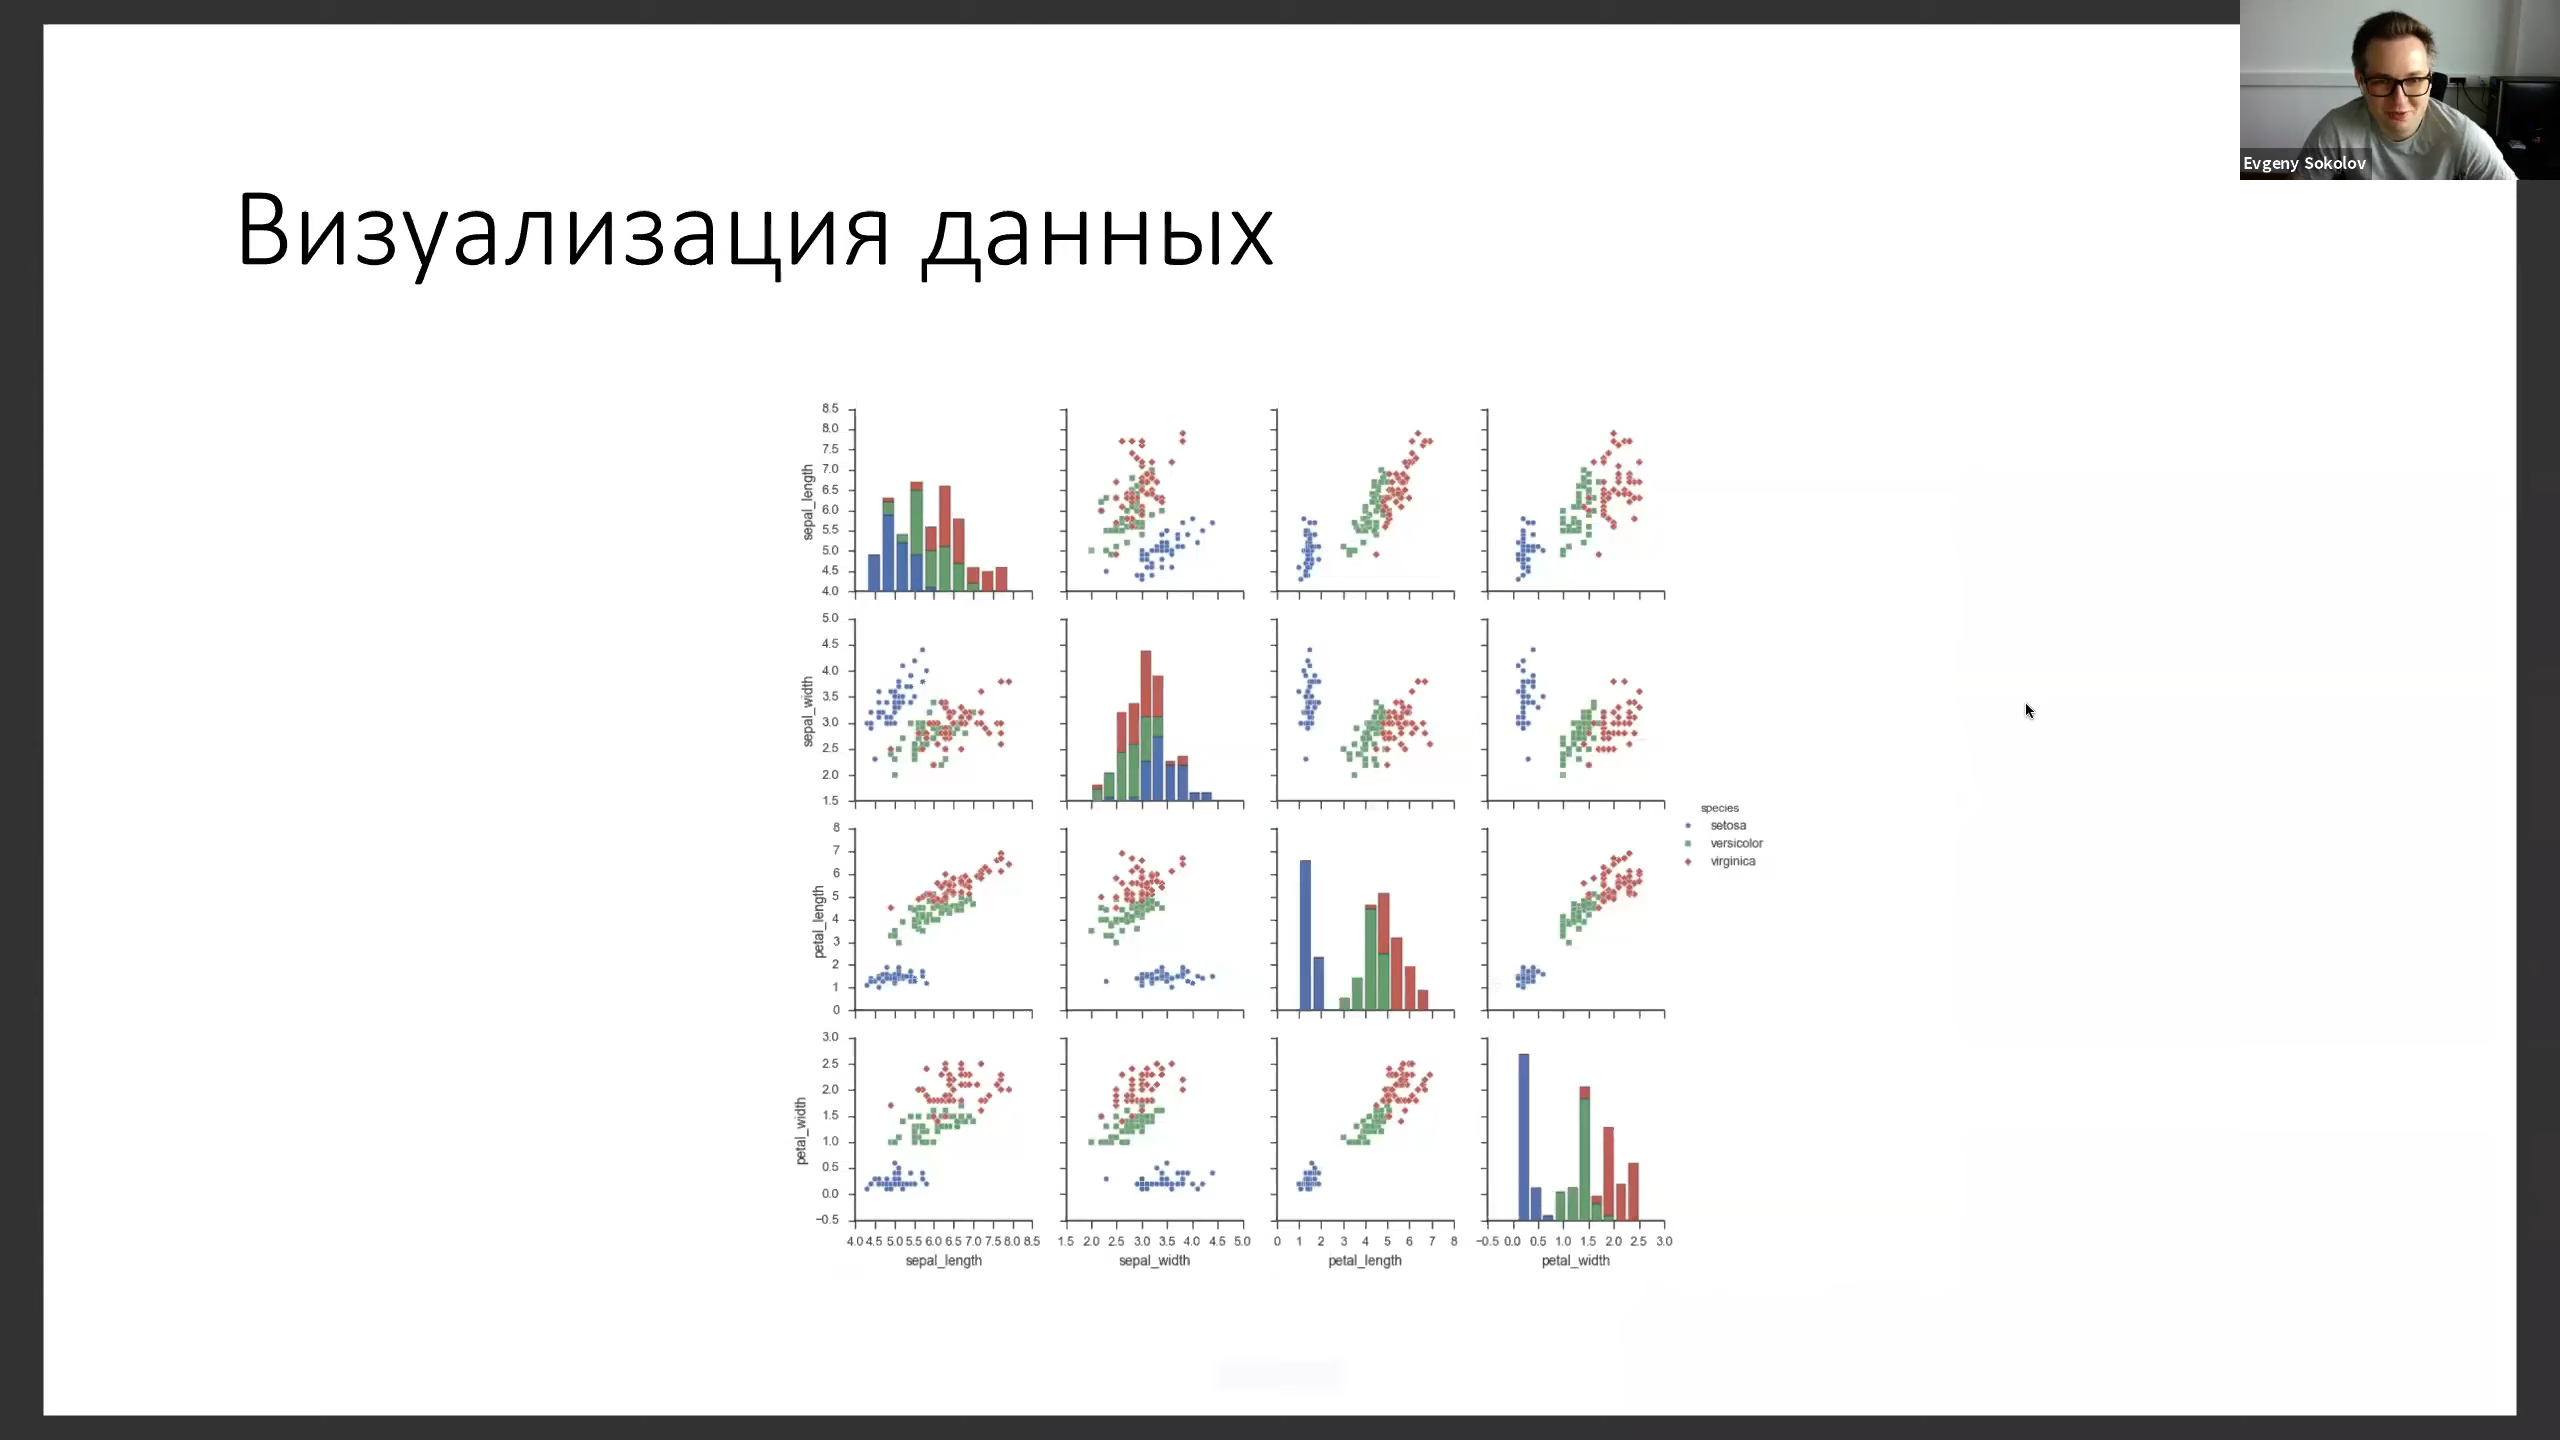 Evgeny Sokolov
Визуализация данных
8.5
8.0
7.5
7.0
6.5
6.0
5.5
5.0
4.5
4.0
sepal_length
5.0
4.5
4.0
3.5
3.0
2.5
2.0
1.5
sepal_width
species
setosa
versicolor
virginica
8
7
6
5
4
3
2
1
0
petal_length
3.0
2.5
2.0
1.5
1.0
0.5
0.0
−0.5
petal_width
4.0 4.5 5.0 5.5 6.0 6.5 7.0 7.5 8.0 8.5
1.5 2.0 2.5 3.0 3.5 4.0 4.5 5.0
0 1 2 3 4 5 6 7 8
−0.5 0.0 0.5 1.0 1.5 2.0 2.5 3.0
sepal_length
sepal_width
petal_length
petal_width